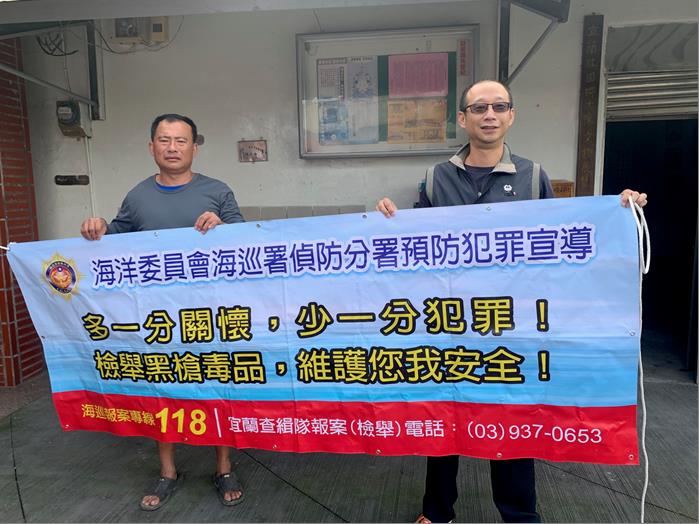 海洋委員會海巡署偵防分署預防犯罪宣導
多一分關懷，少一分犯罪！
檢舉黑槍毒品，維護您我安全！
海巡報案專線118｜宜蘭查緝隊報案(檢舉)電話：(03)937-0653